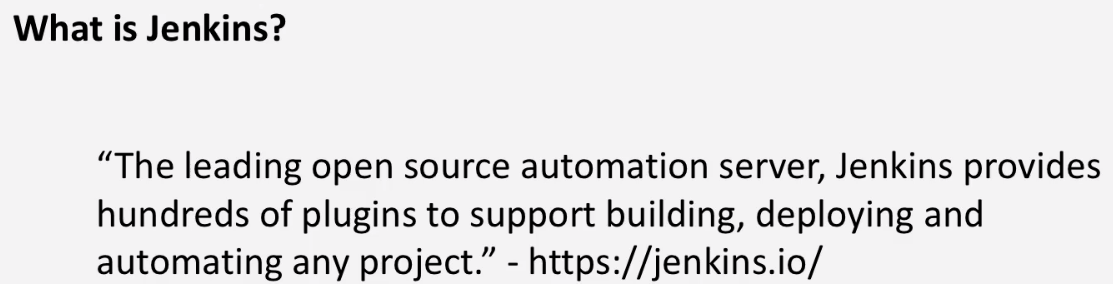 What is Jenkins?
“The leading open source automation server, Jenkins provides
hundreds of plugins to support building, deploying and
automating any project.” - https://jenkins.io/